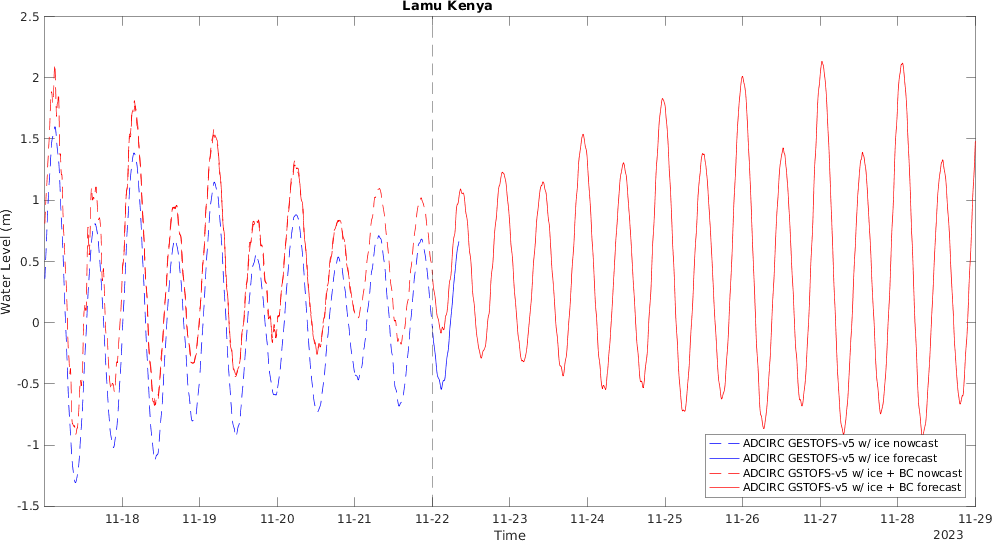 Lamu Kenya
2.5
2
1.5
1
0.5
0
-0.5
-1
-1.5
Water Level (m)
11-18 11-19 11-20 11-21 11-22 11-23 11-24 11-25 11-26 11-27 11-28 11-29
Time
2023
ADCIRC GESTOFS-v5 w/ ice nowcast
ADCIRC GESTOFS-v5 w/ ice forecast
ADCIRC GSTOFS-v5 w/ ice + BC nowcast
ADCIRC GSTOFS-v5 w/ ice + BC forecast